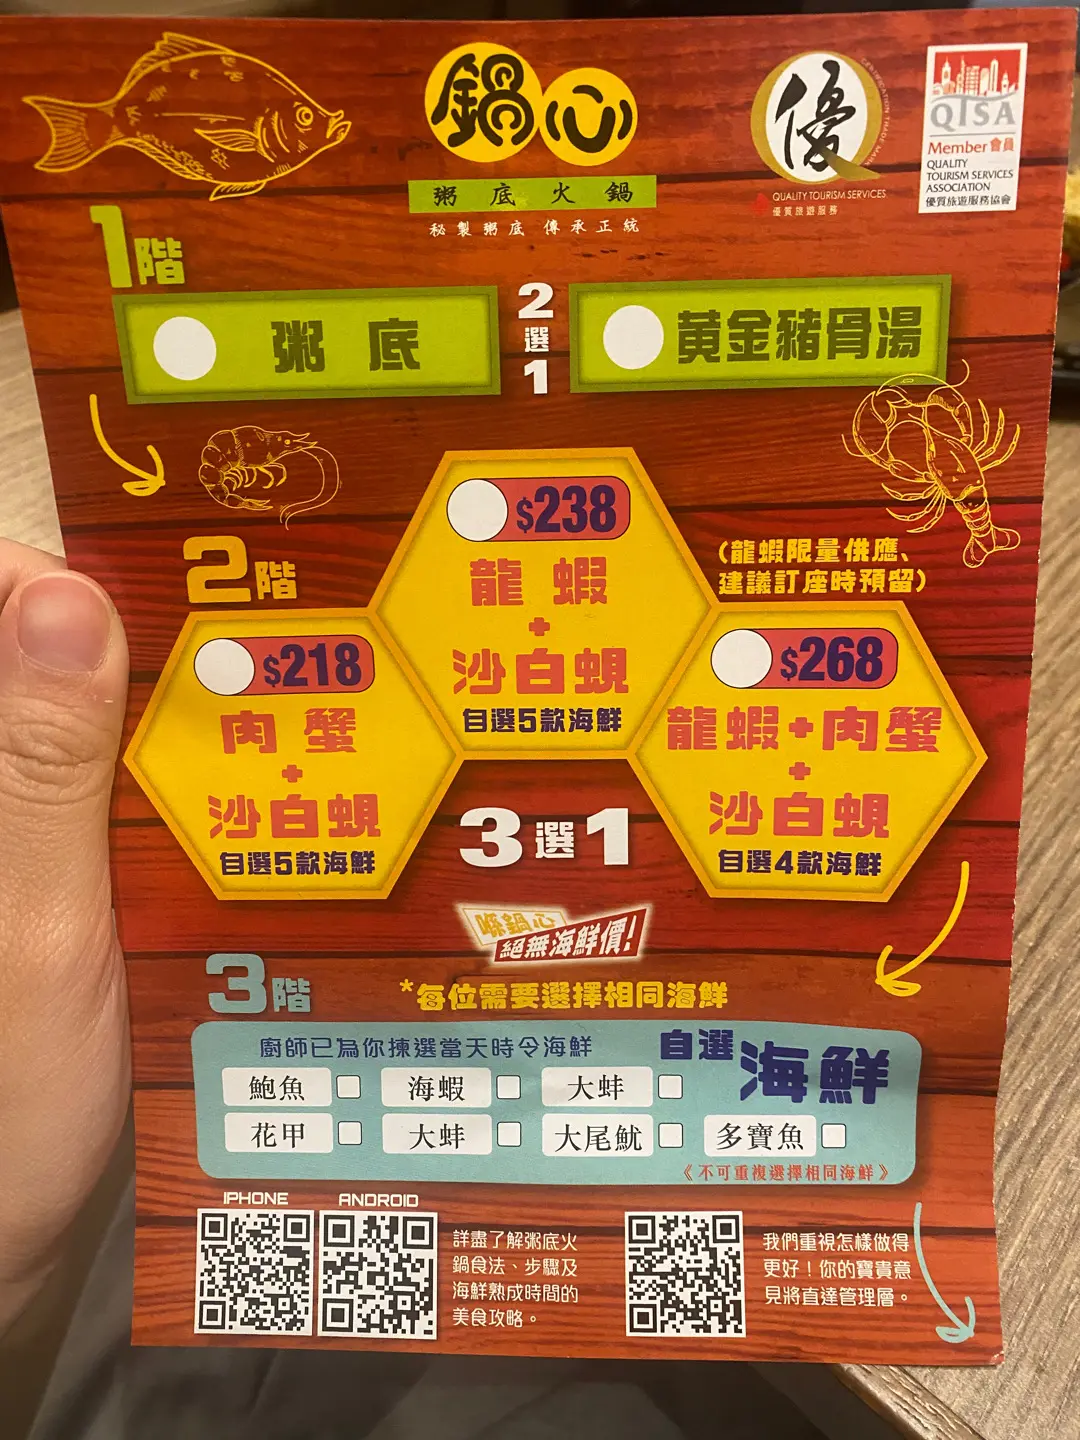 鍋心
粥底火鍋
秘製粥底 傳承正統
優
CERTIFICATION TRADE MARK
QUALITY TOURISM SERVICES
優質旅遊服務
QTSA
Member 會員
QUALITY
TOURISM SERVICES
ASSOCIATION
優質旅遊服務協會
1階
粥底
2選1
黃金豬骨湯
2階
$238
龍蝦
+
沙白蜆
自選5款海鮮
(龍蝦限量供應、
建議訂座時預留)
$218
肉蟹
+
沙白蜆
自選5款海鮮
$268
龍蝦+肉蟹
+
沙白蜆
自選4款海鮮
3選1
喺鍋心
絕無海鮮價!
3階
*每位需要選擇相同海鮮
廚師已為你揀選當天時令海鮮
自選海鮮
鮑魚 海蝦 大蚌
花甲 大蚌 大尾魷 多寶魚
《不可重複選擇相同海鮮》
IPHONE ANDROID
詳盡了解粥底火
鍋食法、步驟及
海鮮熟成時間的
美食攻略。
我們重視怎樣做得
更好！你的寶貴意
見將直達管理層。